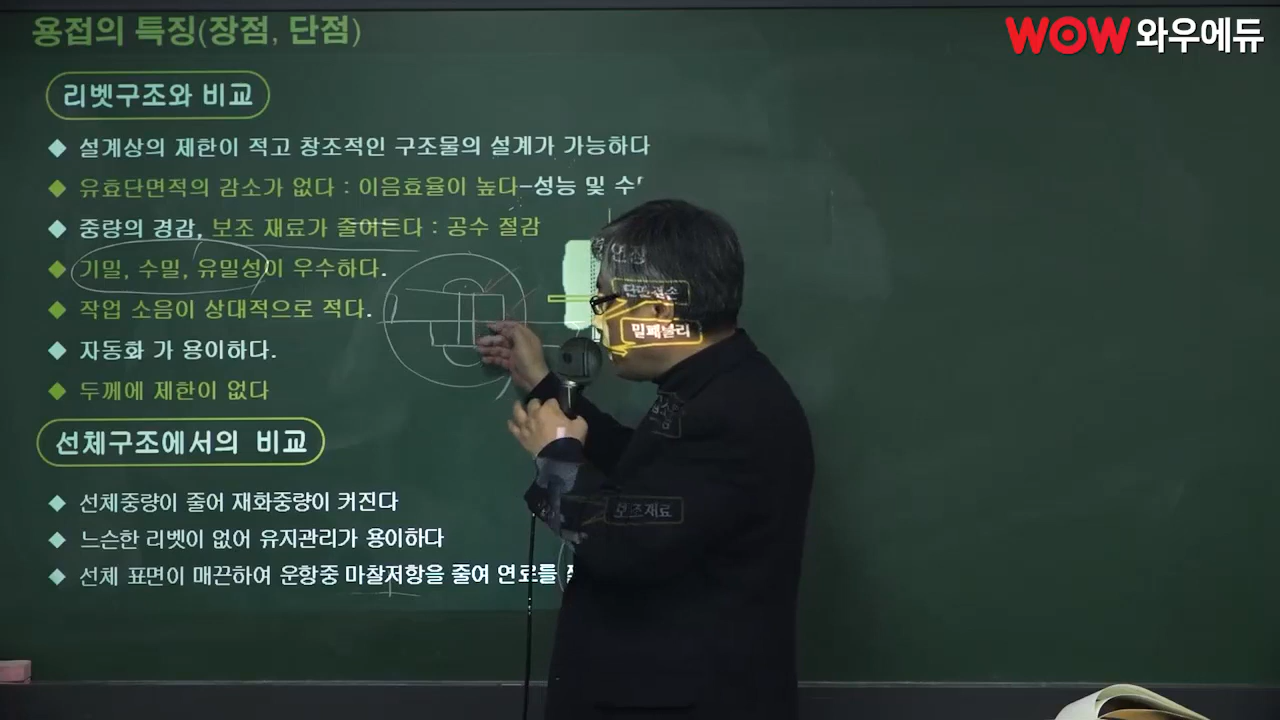 용접의 특징(장점, 단점)
WOW 와우에듀
리벳구조와 비교
◆ 설계상의 제한이 적고 창조적인 구조물의 설계가 가능하다
◆ 유효단면적의 감소가 없다 : 이음효율이 높다-성능 및
◆ 중량의 경감, 보조 재료가 줄어든다 : 공수 절감
◆ 기밀, 수밀, 유밀성이 우수하다.
◆ 작업 소음이 상대적으로 적다.
◆ 자동화 가 용이하다.
◆ 두께에 제한이 없다
보조재료
선체구조에서의 비교
◆ 선체중량이 줄어 재화중량이 커진다
◆ 느슨한 리벳이 없어 유지관리가 용이하다
◆ 선체 표면이 매끈하여 운항중 마찰저항을 줄여 연료를